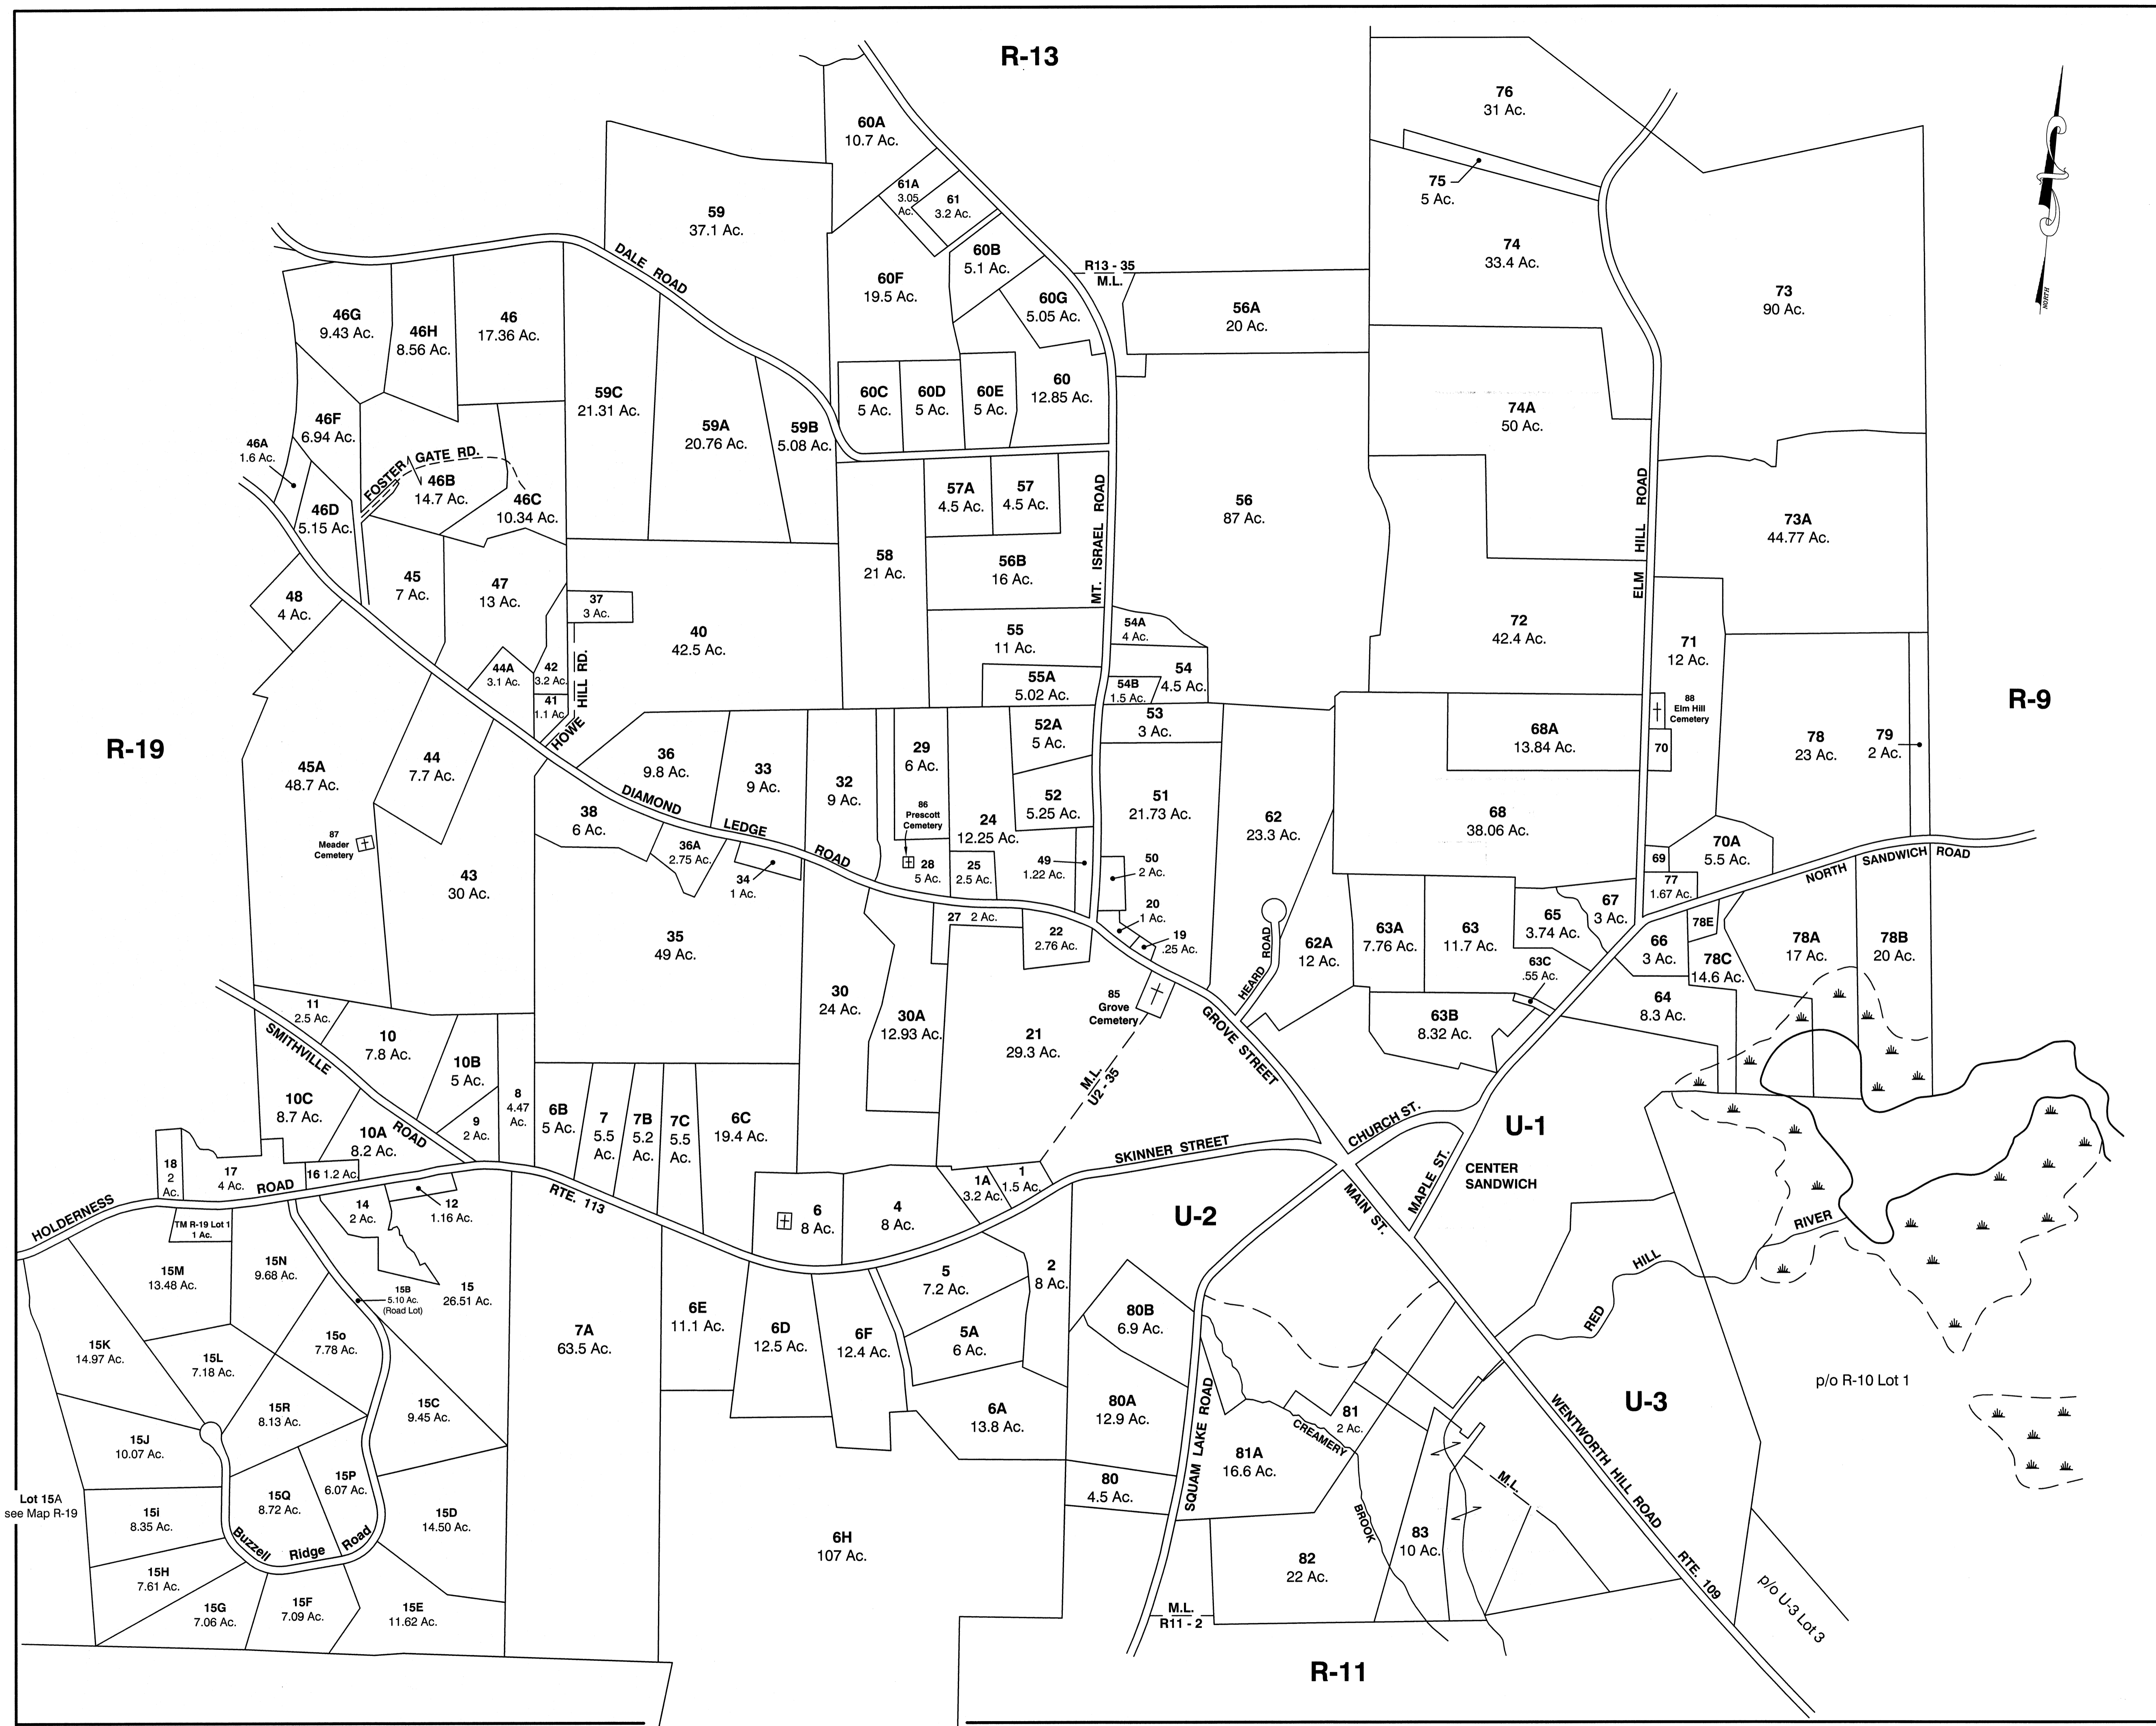 R-13
76
31 Ac.
60A
10.7 Ac.
75
5 Ac.
61A
3.05
Ac.
61
3.2 Ac.
59
37.1 Ac.
DALE ROAD
60B
5.1 Ac.
74
33.4 Ac.
NORTH
R13 - 35
M.L.
60F
19.5 Ac.
60G
5.05 Ac.
56A
20 Ac.
73
90 Ac.
46G
9.43 Ac.
46H
8.56 Ac.
46
17.36 Ac.
59C
21.31 Ac.
59A
20.76 Ac.
59B
5.08 Ac.
60C
5 Ac.
60D
5 Ac.
60E
5 Ac.
60
12.85 Ac.
74A
50 Ac.
46F
6.94 Ac.
46A
1.6 Ac.
FOSTER GATE RD.
46B
14.7 Ac.
46C
10.34 Ac.
46D
5.15 Ac.
57A
4.5 Ac.
57
4.5 Ac.
MT. ISRAEL ROAD
56
87 Ac.
ELM HILL ROAD
73A
44.77 Ac.
58
21 Ac.
56B
16 Ac.
48
4 Ac.
45
7 Ac.
47
13 Ac.
37
3 Ac.
40
42.5 Ac.
55
11 Ac.
54A
4 Ac.
72
42.4 Ac.
71
12 Ac.
44A
3.1 Ac.
42
3.2 Ac.
41
1.1 Ac.
HOWE HILL RD.
55A
5.02 Ac.
54B
1.5 Ac.
54
4.5 Ac.
88
Elm Hill
Cemetery
R-9
R-19
45A
48.7 Ac.
44
7.7 Ac.
36
9.8 Ac.
33
9 Ac.
32
9 Ac.
29
6 Ac.
52A
5 Ac.
53
3 Ac.
68A
13.84 Ac.
70
78
23 Ac.
79
2 Ac.
DIAMOND LEDGE ROAD
38
6 Ac.
86
Prescott
Cemetery
24
12.25 Ac.
52
5.25 Ac.
51
21.73 Ac.
62
23.3 Ac.
68
38.06 Ac.
87
Meader
Cemetery
43
30 Ac.
36A
2.75 Ac.
34
1 Ac.
28
5 Ac.
25
2.5 Ac.
49
1.22 Ac.
50
2 Ac.
69
70A
5.5 Ac.
NORTH SANDWICH ROAD
77
1.67 Ac.
27 2 Ac.
22
2.76 Ac.
20
1 Ac.
19
.25 Ac.
35
49 Ac.
HEARD ROAD
62A
12 Ac.
63A
7.76 Ac.
63
11.7 Ac.
65
3.74 Ac.
67
3 Ac.
63C
.55 Ac.
66
3 Ac.
78E
78C
14.6 Ac.
78A
17 Ac.
78B
20 Ac.
30
24 Ac.
30A
12.93 Ac.
85
Grove
Cemetery
21
29.3 Ac.
GROVE STREET
63B
8.32 Ac.
64
8.3 Ac.
11
2.5 Ac.
SMITHVILLE ROAD
10
7.8 Ac.
10B
5 Ac.
M.L.
U2 - 35
10C
8.7 Ac.
10A
8.2 Ac.
9
2 Ac.
8
4.47
Ac.
6B
5 Ac.
7
5.5
Ac.
7B
5.2
Ac.
7C
5.5
Ac.
6C
19.4 Ac.
U-1
CHURCH ST.
SKINNER STREET
18
2
Ac.
17
4 Ac.
16 1.2 Ac.
HOLDERNESS ROAD
RTE. 113
MAPLE ST.
CENTER
SANDWICH
MAIN ST.
1A
3.2 Ac.
1
1.5 Ac.
14
2 Ac.
12
1.16 Ac.
TM R-19 Lot 1
1 Ac.
6
8 Ac.
4
8 Ac.
U-2
RED HILL RIVER
15M
13.48 Ac.
15N
9.68 Ac.
15B
5.10 Ac.
(Road Lot)
15
26.51 Ac.
5
7.2 Ac.
2
8 Ac.
6E
11.1 Ac.
80B
6.9 Ac.
15K
14.97 Ac.
15L
7.18 Ac.
15o
7.78 Ac.
7A
63.5 Ac.
6D
12.5 Ac.
6F
12.4 Ac.
5A
6 Ac.
p/o R-10 Lot 1
15R
8.13 Ac.
15C
9.45 Ac.
6A
13.8 Ac.
80A
12.9 Ac.
SQUAM LAKE ROAD
81
2 Ac.
CREAMERY BROOK
U-3
WENTWORTH HILL ROAD
15J
10.07 Ac.
81A
16.6 Ac.
15P
6.07 Ac.
80
4.5 Ac.
M.L.
Lot 15A
see Map R-19
15i
8.35 Ac.
15Q
8.72 Ac.
15D
14.50 Ac.
Buzzell Ridge Road
6H
107 Ac.
83
10 Ac.
82
22 Ac.
RTE. 109
15H
7.61 Ac.
15G
7.06 Ac.
15F
7.09 Ac.
15E
11.62 Ac.
M.L.
R11 - 2
p/o U-3 Lot 3
R-11